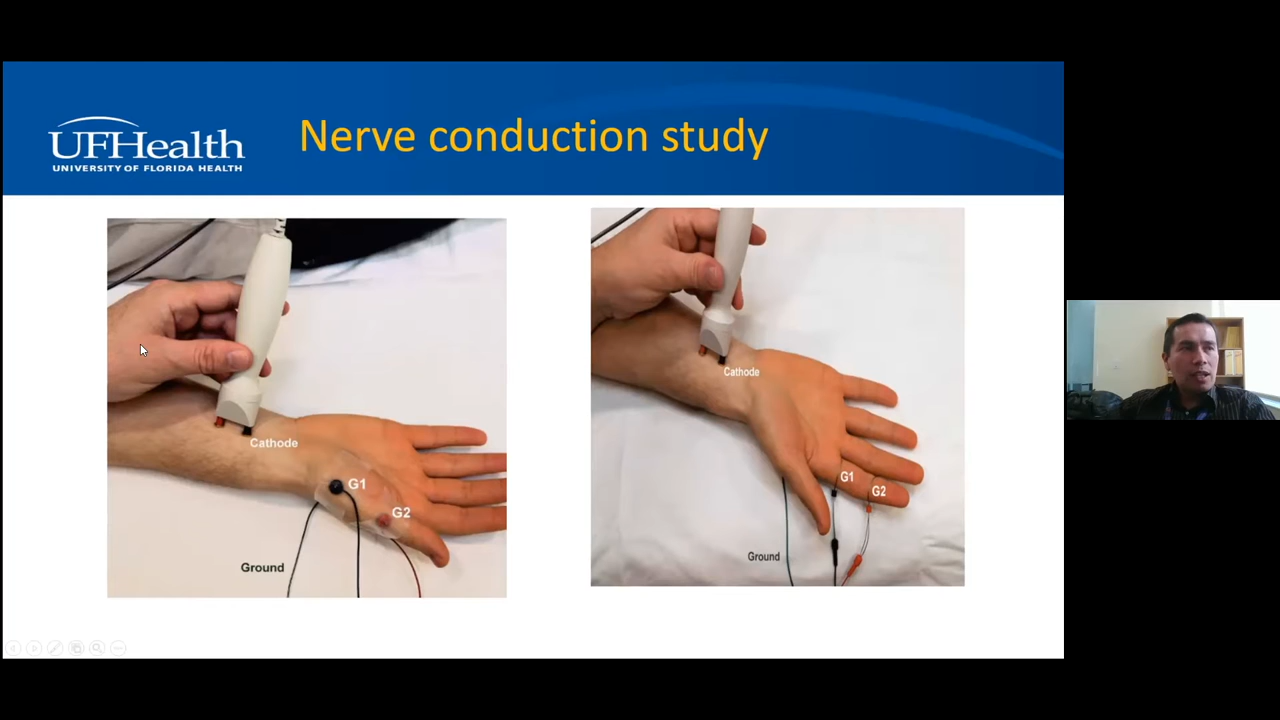 UFHealth
UNIVERSITY OF FLORIDA HEALTH
Nerve conduction study
Cathode
G1
G2
Ground
Cathode
G1
G2
Ground